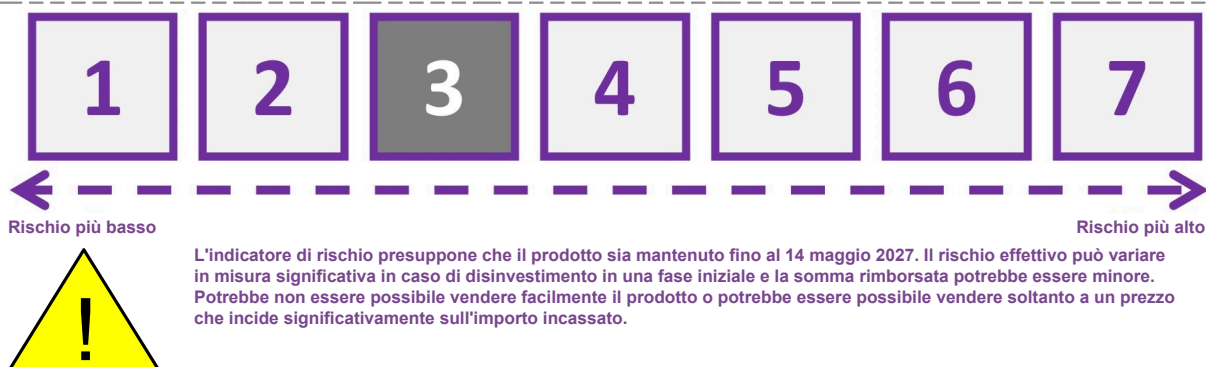 1 2 3 4 5 6 7
Rischio più basso Rischio più alto
L'indicatore di rischio presuppone che il prodotto sia mantenuto fino al 14 maggio 2027. Il rischio effettivo può variare
in misura significativa in caso di disinvestimento in una fase iniziale e la somma rimborsata potrebbe essere minore.
Potrebbe non essere possibile vendere facilmente il prodotto o potrebbe essere possibile vendere soltanto a un prezzo
che incide significativamente sull'importo incassato.
!